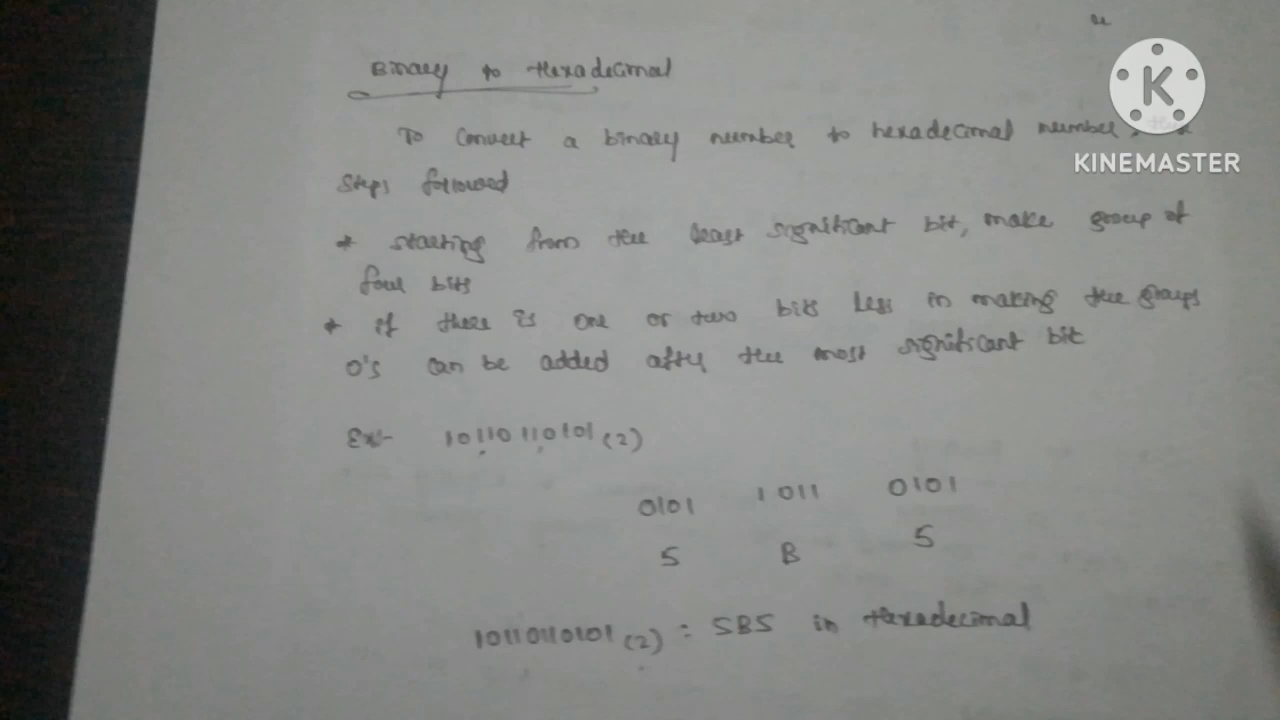 Binary to Hexadecimal
To convert a binary number to hexadecimal number,
steps followed
* starting from the least significant bit, make group of
four bits
* if there is one or two bits less in making the groups
0's can be added after the most significant bit
Ex:- 10110110101 (2)
0101 1011 0101
5 B 5
10110110101 (2) = 5B5 in Hexadecimal
K
KINEMASTER